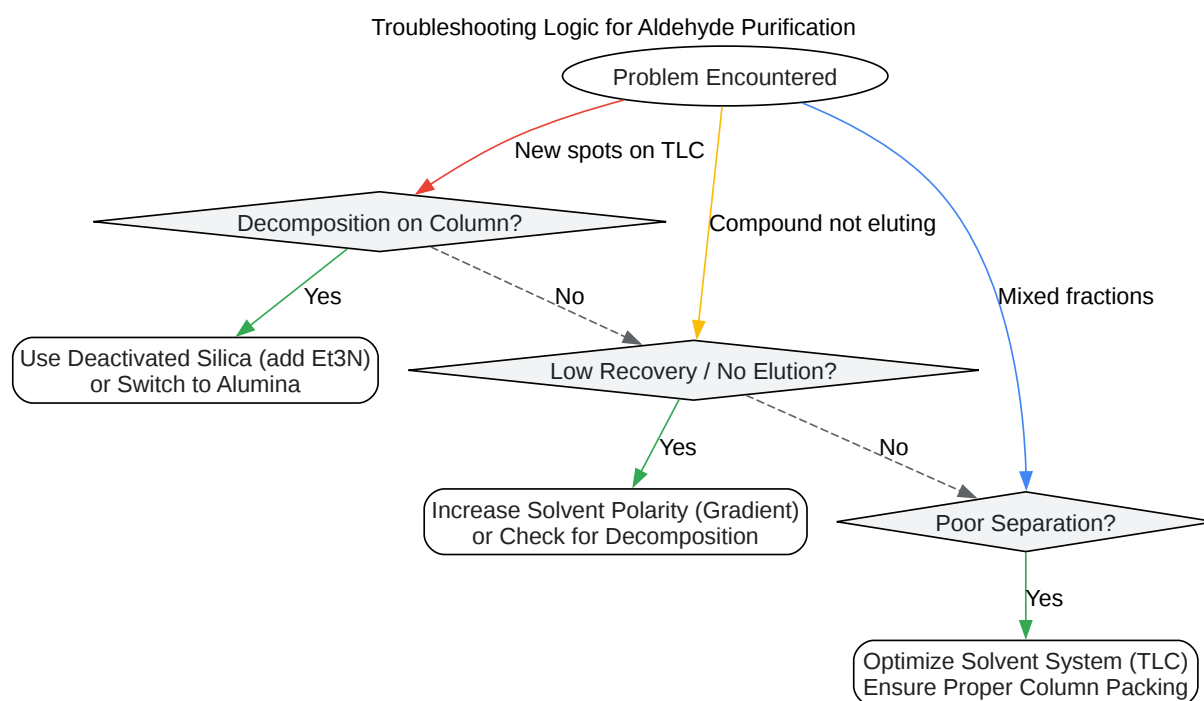 Troubleshooting Logic for Aldehyde Purification
Problem Encountered
New spots on TLC
Decomposition on Column?
Compound not eluting
Yes
No
Mixed fractions
Use Deactivated Silica (add Et3N)
or Switch to Alumina
Low Recovery / No Elution?
Yes
No
Increase Solvent Polarity (Gradient)
or Check for Decomposition
Poor Separation?
Yes
Optimize Solvent System (TLC)
Ensure Proper Column Packing